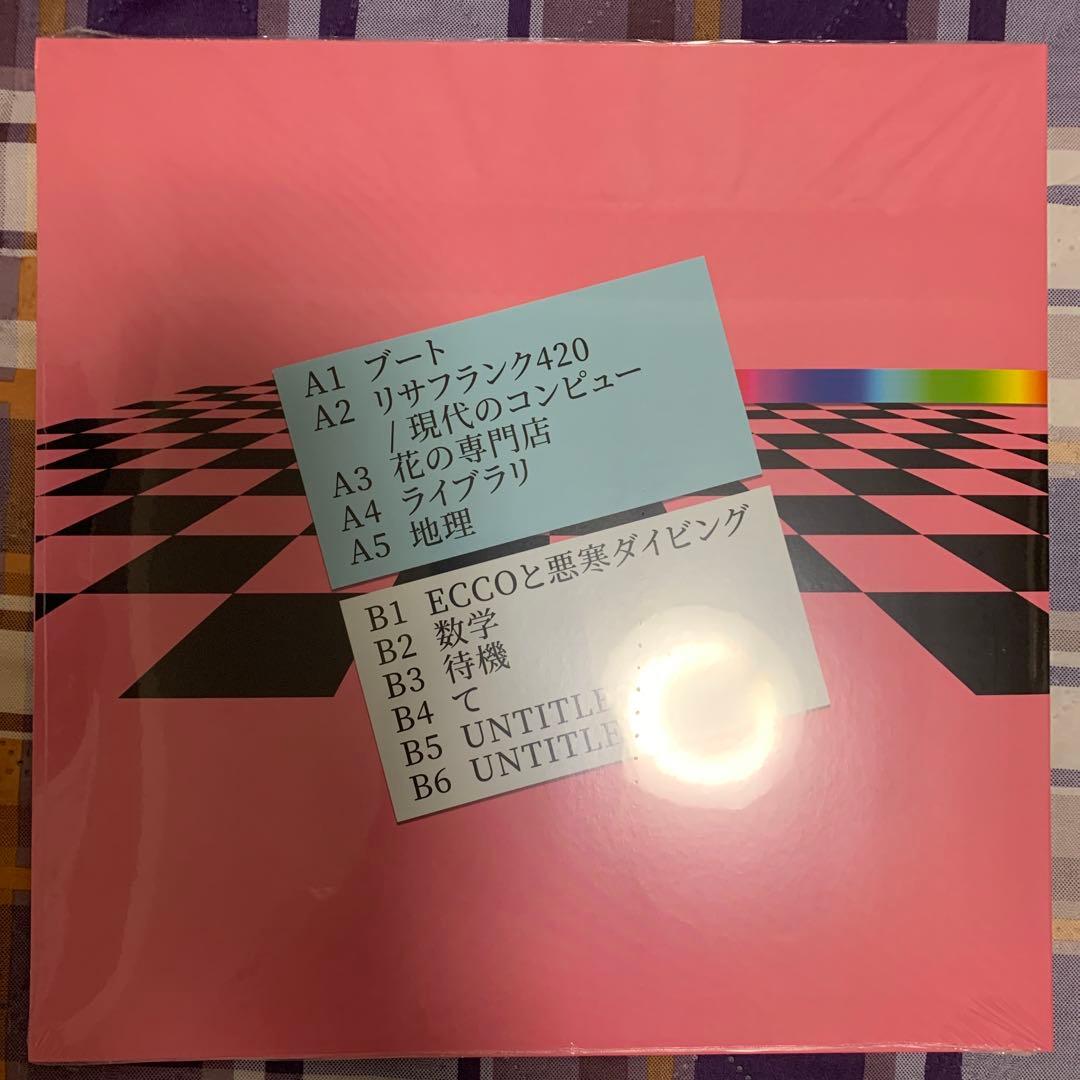 A1 ブート
A2 リサフランク420
/ 現代のコンピュー
A3 花の専門店
A4 ライブラリ
A5 地理
B1 ECCOと悪寒ダイビング
B2 数学
B3 待機
B4 て
B5
B6